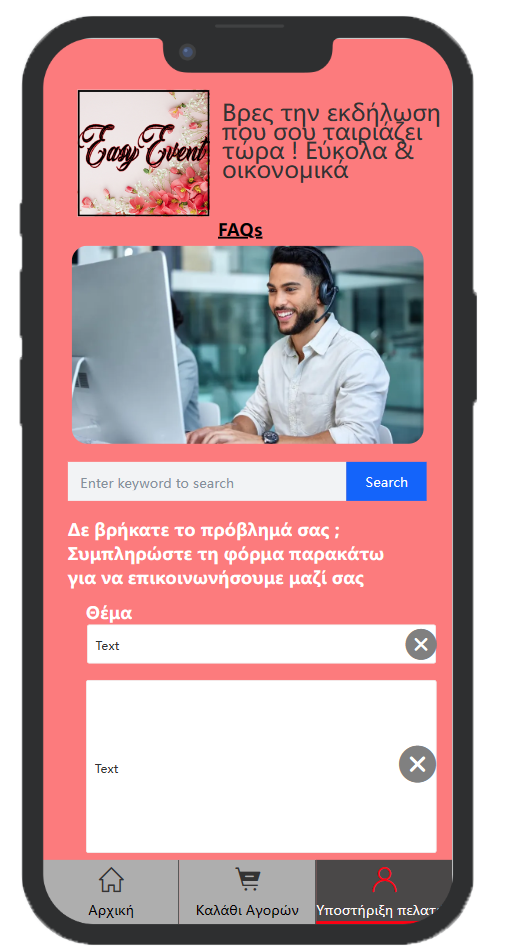 Easy Event
Βρες την εκδήλωση
που σου ταιριάζει
τώρα ! Εύκολα &
οικονομικά
FAQs
Enter keyword to search
Search
Δε βρήκατε το πρόβλημά σας ;
Συμπληρώστε τη φόρμα παρακάτω
για να επικοινωνήσουμε μαζί σας
Θέμα
Text
Text
Αρχική
Καλάθι Αγορών
Υποστήριξη πελατ